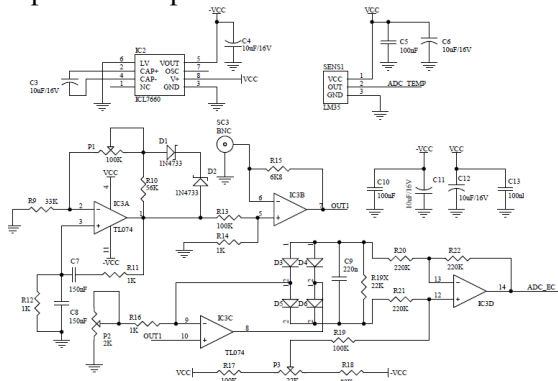 -VCC
VCC
IC2
6 LV VOUT 5
2 CAP+ OSC 7
4 CAP- V+ 8 VCC
1 NC GND 3
ICL7660
C3
10uF/16V
C4
10uF/16V
SENS1
VCC 1
OUT 2 ADC_TEMP
GND 3
LM35
C5
100nF
C6
10uF/16V
P1
100K
D1
1N4733
SC3
BNC
D2
1N4733
R15
6K8
R10
56K
VCC
4
R9 33K
2
3
IC3A
1
TL074
11
-VCC
R13
100K
6
5
IC3B
7 OUT1
R14
1K
VCC
-VCC
VCC
C10
100nF
C11
10uF/16V
C12
10uF/16V
C13
C7
150nF
R11
1K
R12
1K
C8
150nF
P2
2K
R16
1K
OUT1
9
10
IC3C
8
TL074
D3
D4
D5
D6
C9
220n
R19X
22K
R20
220K
R22
220K
R21
220K
13
12
IC3D
14 ADC_EC
R19
100K
VCC
R17
P3
R18
-VCC